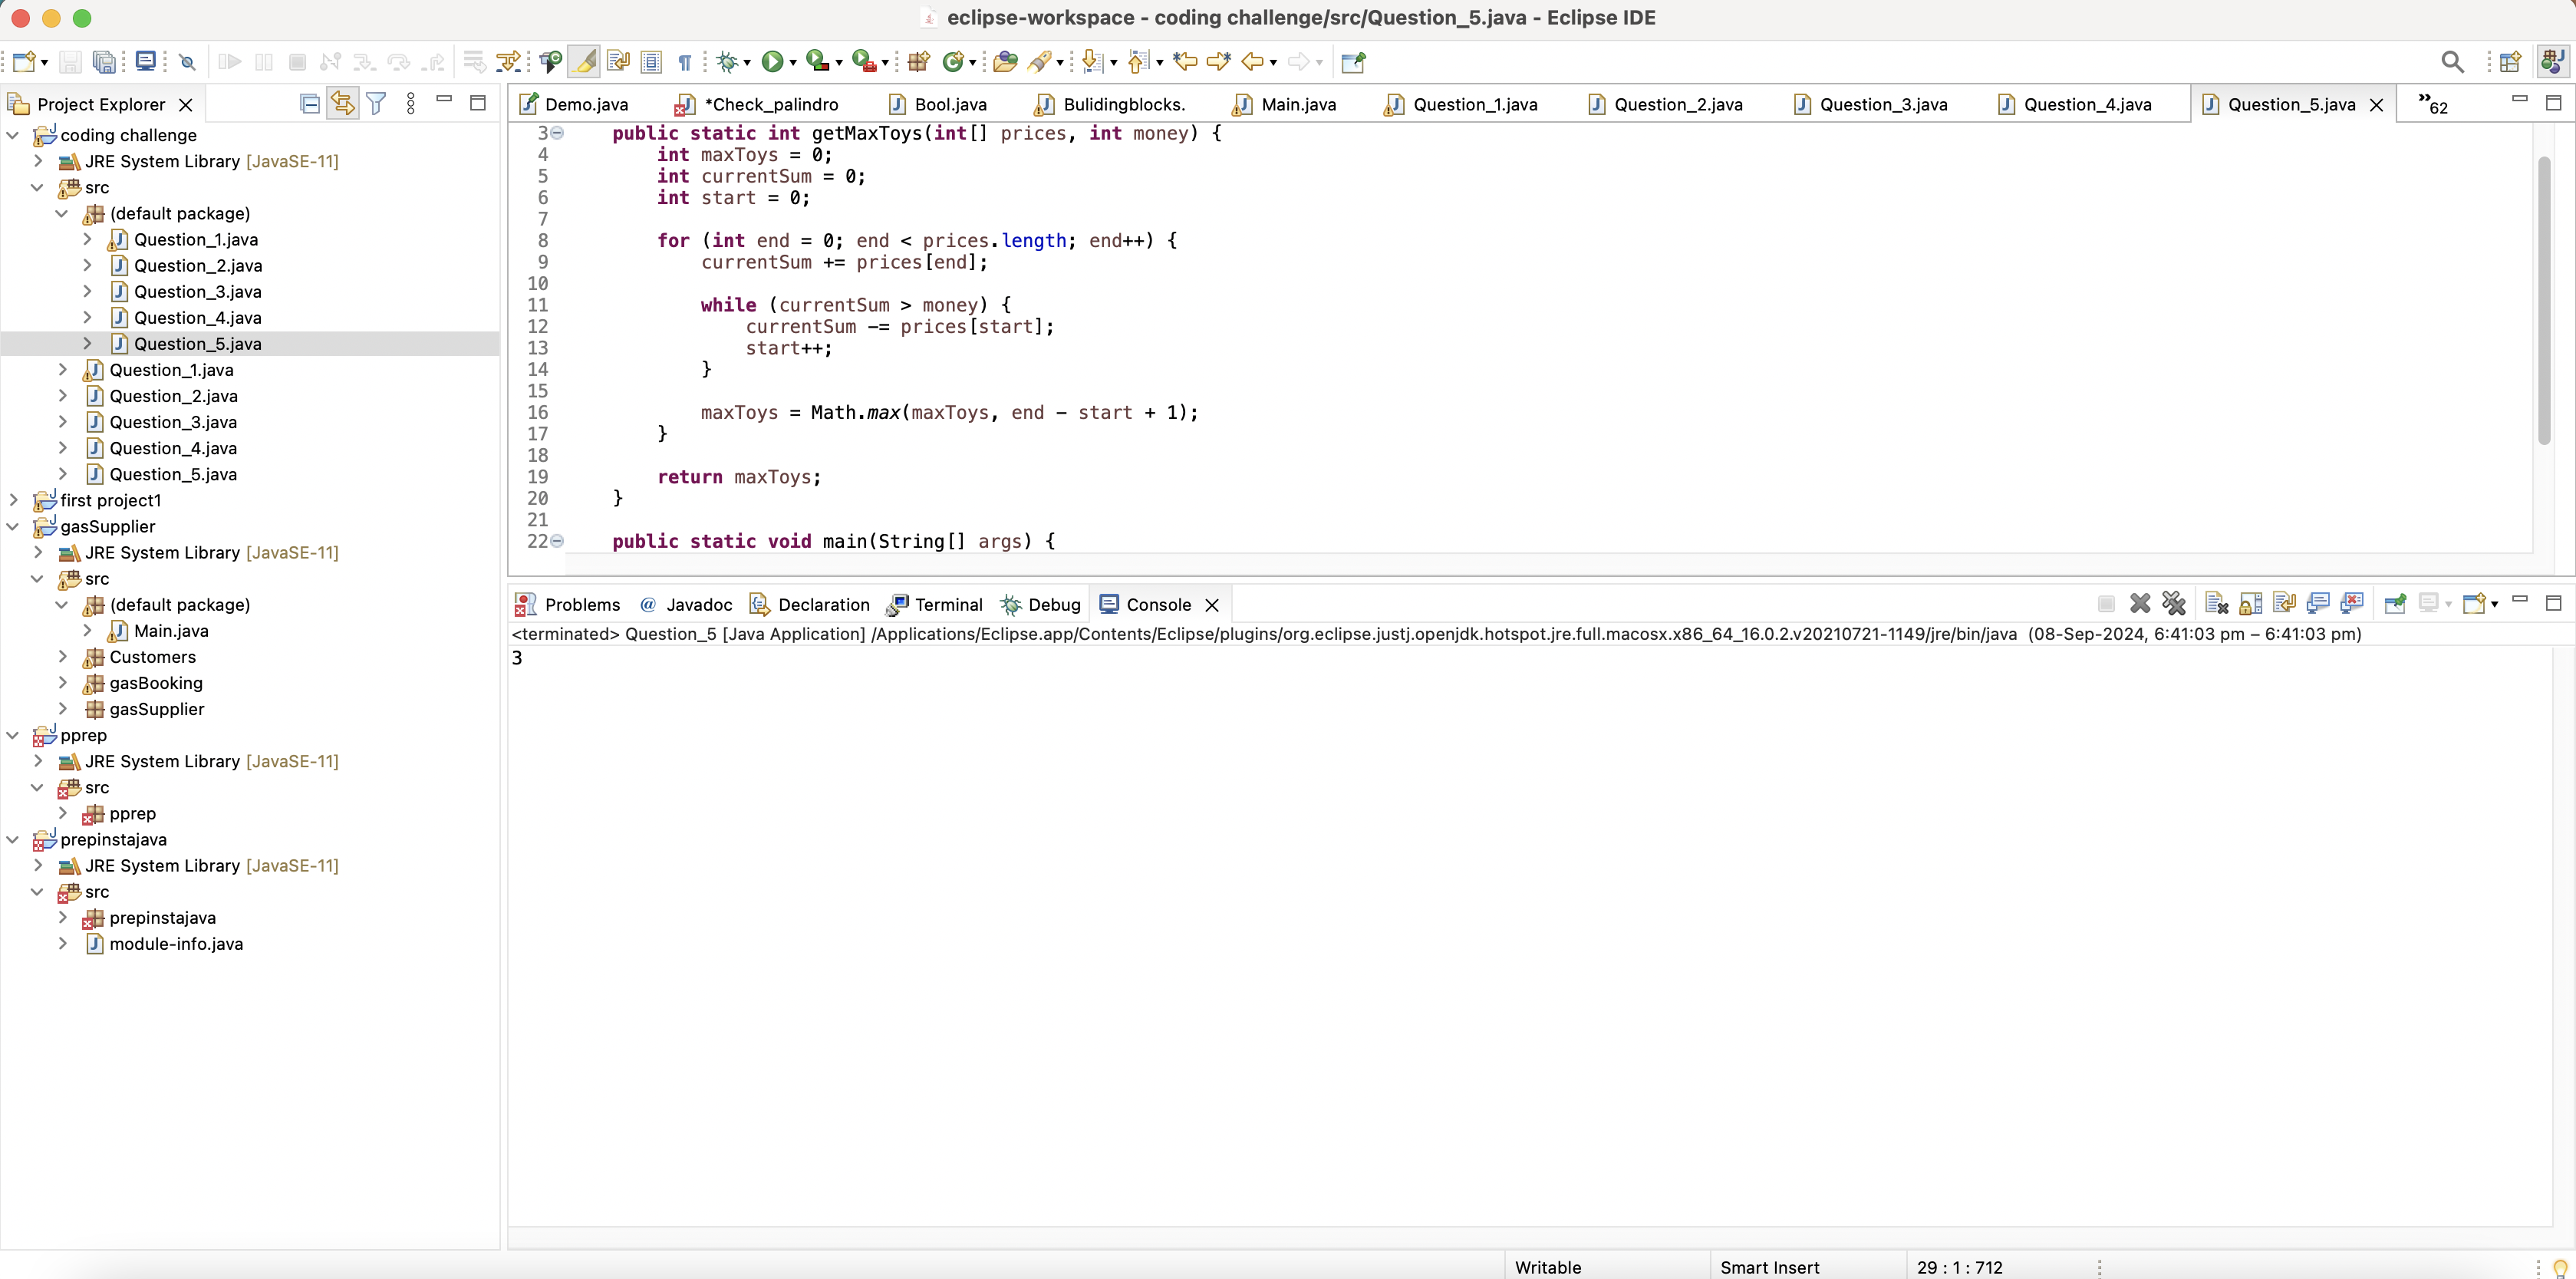 eclipse-workspace - coding challenge/src/Question_5.java - Eclipse IDE
Project Explorer
coding challenge
JRE System Library [JavaSE-11]
src
(default package)
Question_1.java
Question_2.java
Question_3.java
Question_4.java
Question_5.java
Question_1.java
Question_2.java
Question_3.java
Question_4.java
Question_5.java
first project1
gasSupplier
JRE System Library [JavaSE-11]
src
(default package)
Main.java
Customers
gasBooking
gasSupplier
pprep
JRE System Library [JavaSE-11]
src
pprep
prepinstajava
JRE System Library [JavaSE-11]
src
prepinstajava
module-info.java
Demo.java *Check_palindro Bool.java Bulidingblocks. Main.java Question_1.java Question_2.java Question_3.java Question_4.java Question_5.java »62
3 public static int getMaxToys(int[] prices, int money) {
4 int maxToys = 0;
5 int currentSum = 0;
6 int start = 0;
7
8 for (int end = 0; end < prices.length; end++) {
9 currentSum += prices[end];
10
11 while (currentSum > money) {
12 currentSum -= prices[start];
13 start++;
14 }
15
16 maxToys = Math.max(maxToys, end - start + 1);
17 }
18
19 return maxToys;
20 }
21
22 public static void main(String[] args) {
Problems @ Javadoc Declaration Terminal Debug Console
<terminated> Question_5 [Java Application] /Applications/Eclipse.app/Contents/Eclipse/plugins/org.eclipse.justj.openjdk.hotspot.jre.full.macosx.x86_64_16.0.2.v20210721-1149/jre/bin/java (08-Sep-2024, 6:41:03 pm – 6:41:03 pm)
3
Writable Smart Insert 29 : 1 : 712